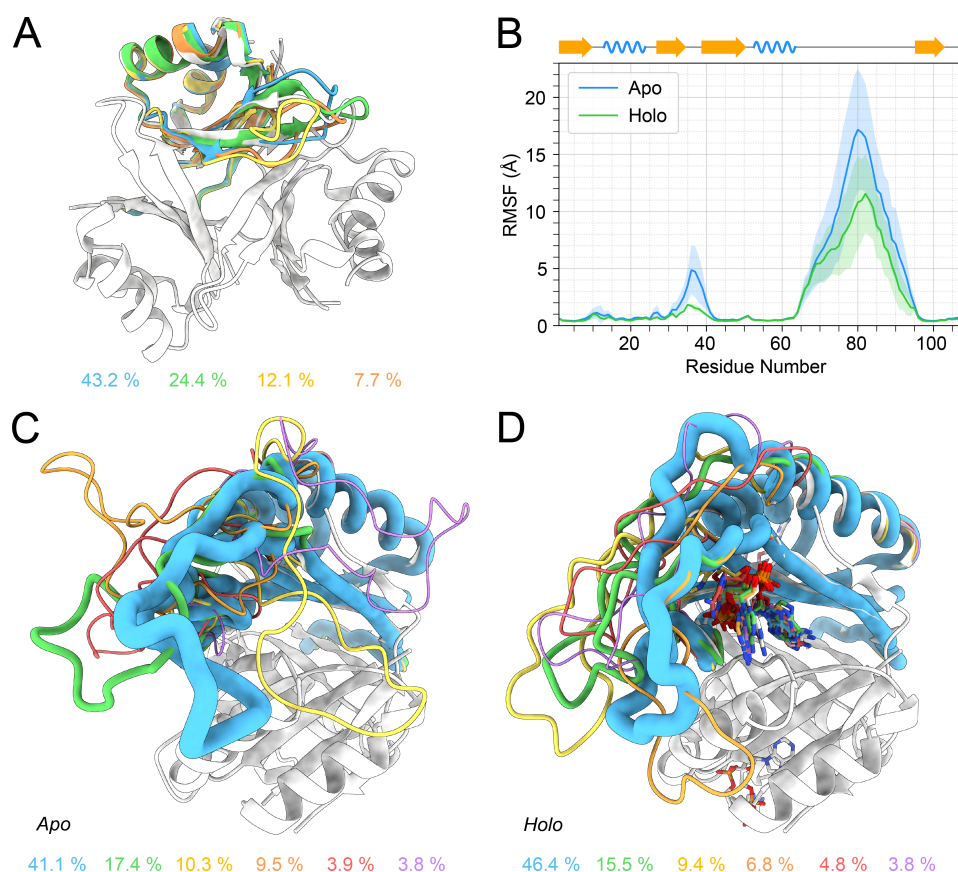 A
43.2 % 24.4 % 12.1 % 7.7 %
B
Apo
Holo
RMSF (Å)
20
15
10
5
0
20 40 60 80 100
Residue Number
C
Apo
41.1 % 17.4 % 10.3 % 9.5 % 3.9 % 3.8 %
D
Holo
46.4 % 15.5 % 9.4 % 6.8 % 4.8 % 3.8 %